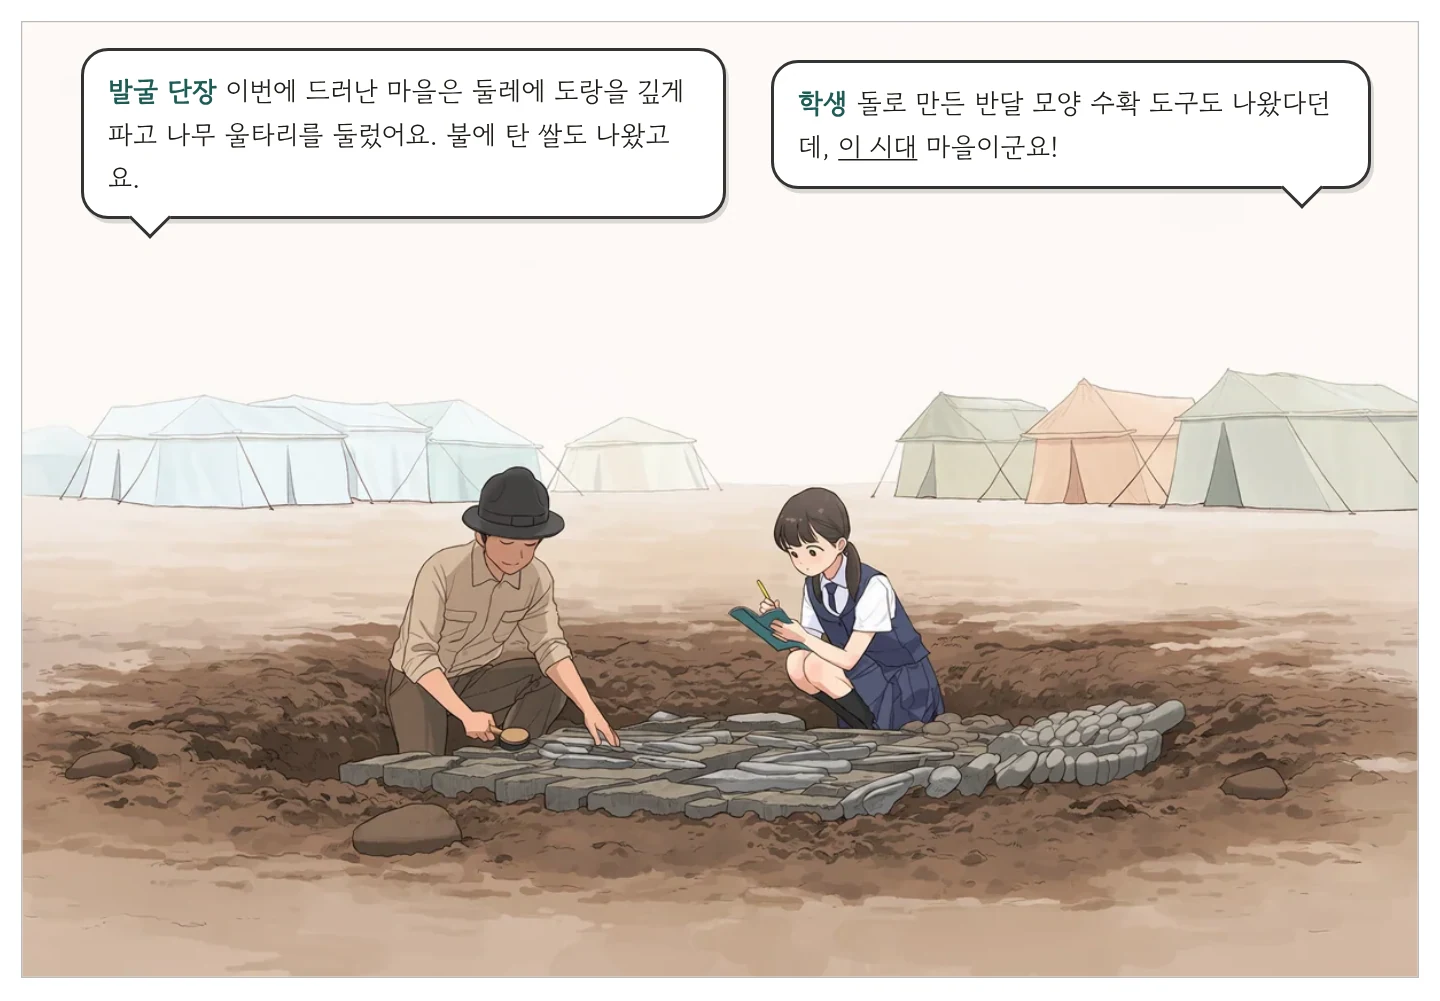 발굴 단장 이번에 드러난 마을은 둘레에 도랑을 깊게
파고 나무 울타리를 둘렀어요. 불에 탄 쌀도 나왔고
요.
학생 돌로 만든 반달 모양 수확 도구도 나왔다던
데, 이 시대 마을이군요!